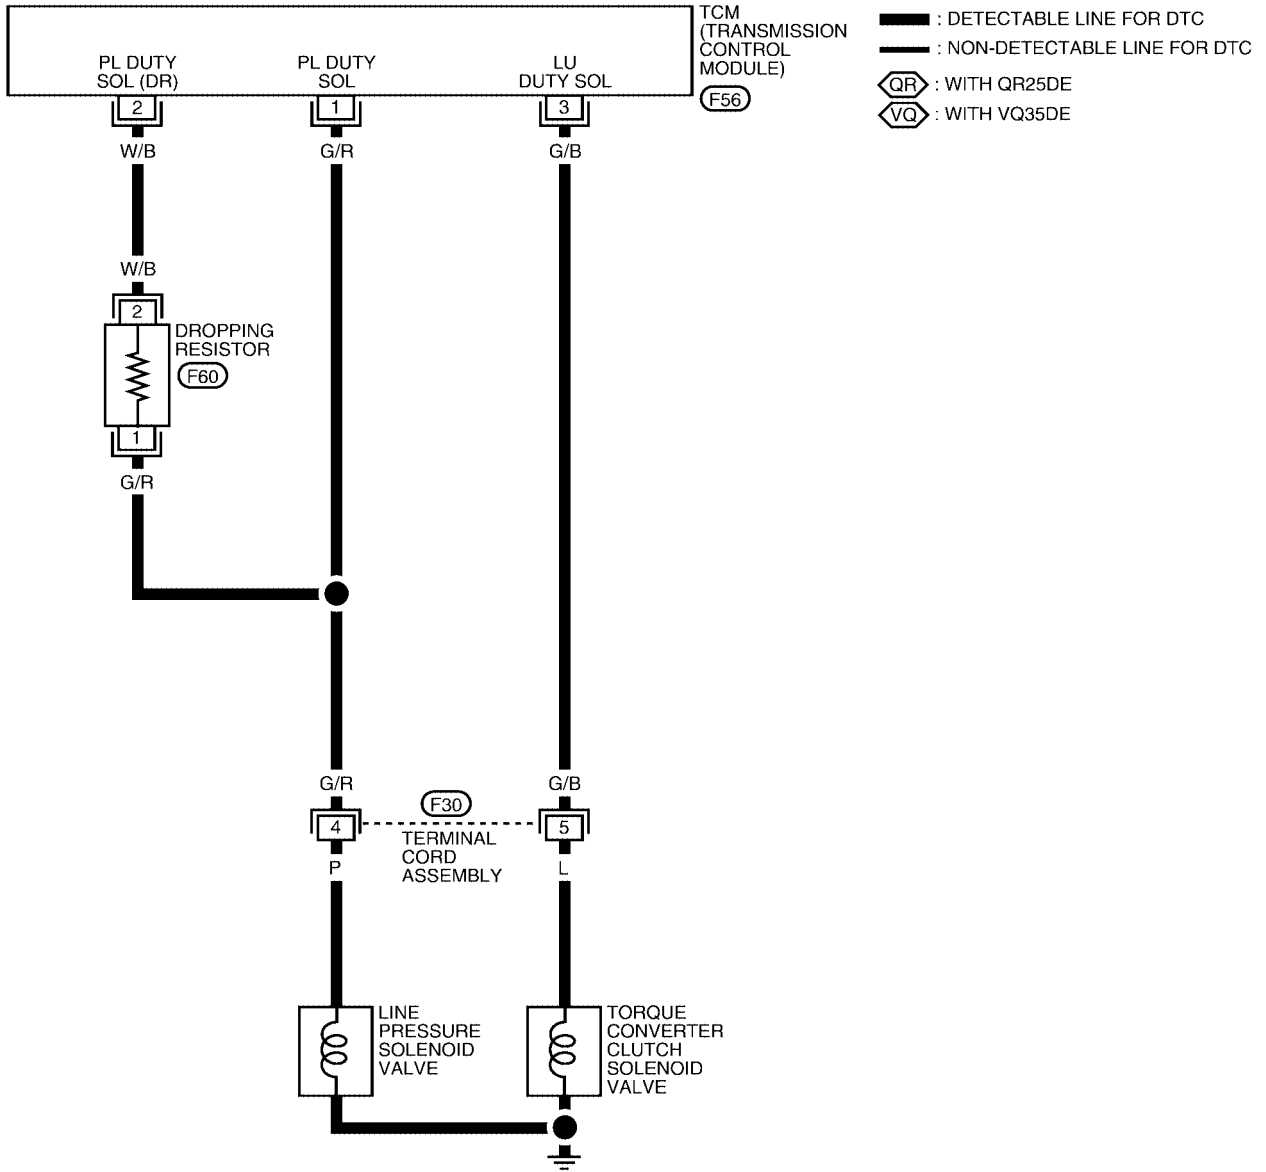 TCM
(TRANSMISSION
CONTROL
MODULE)
F56
: DETECTABLE LINE FOR DTC
: NON-DETECTABLE LINE FOR DTC
QR : WITH QR25DE
VQ : WITH VQ35DE
PL DUTY
SOL (DR)
PL DUTY
SOL
LU
DUTY SOL
2
1
3
W/B
G/R
G/B
W/B
2
DROPPING
RESISTOR
F60
1
G/R
G/R
G/B
F30
4
5
TERMINAL
CORD
ASSEMBLY
P
L
LINE
PRESSURE
SOLENOID
VALVE
TORQUE
CONVERTER
CLUTCH
SOLENOID
VALVE